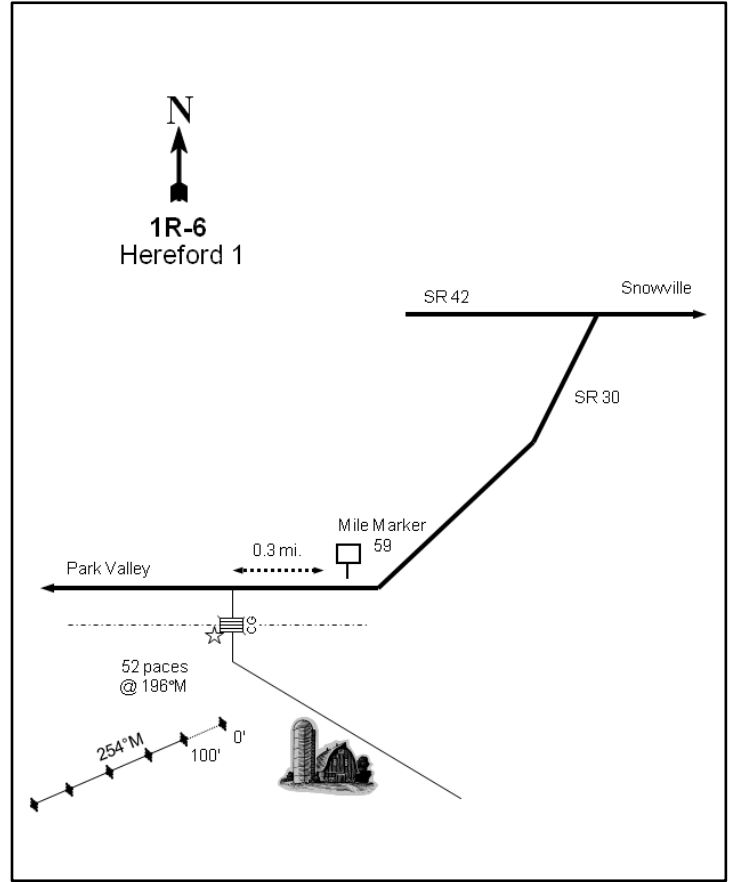 N
1R-6
Hereford 1
SR 42
Snowville
SR 30
Mile Marker
59
0.3 mi.
Park Valley
CG
52 paces
@ 196°M
254°M
100'
0'